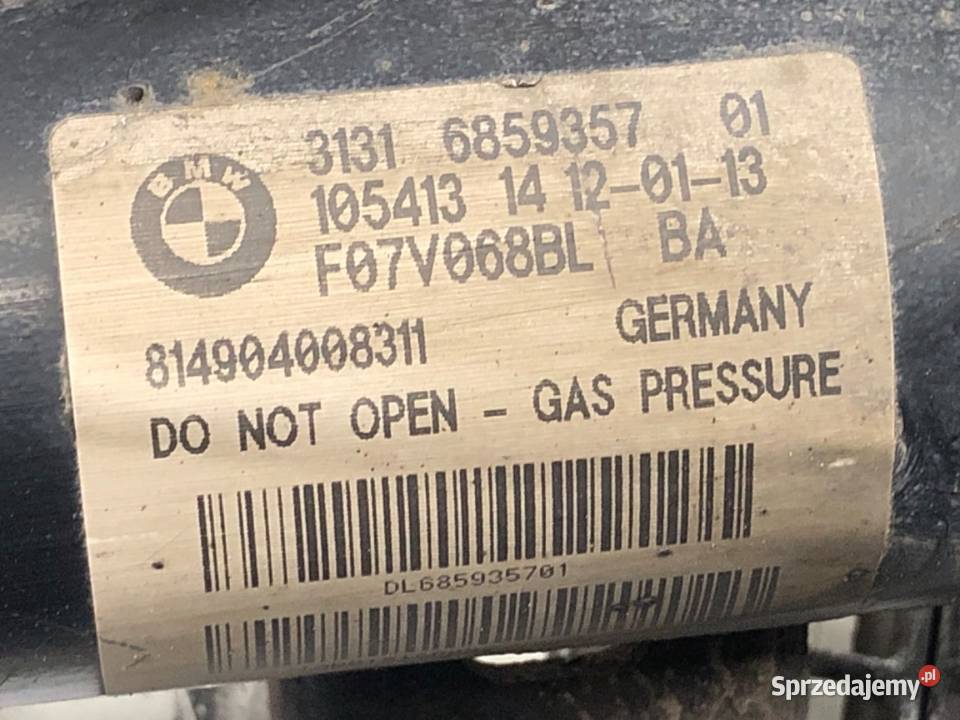 BMW
3131 6859357 01
105413 14 12-01-13
F07V068BL BA
814904008311 GERMANY
DO NOT OPEN - GAS PRESSURE
DL685935701
Sprzedajemy.pl